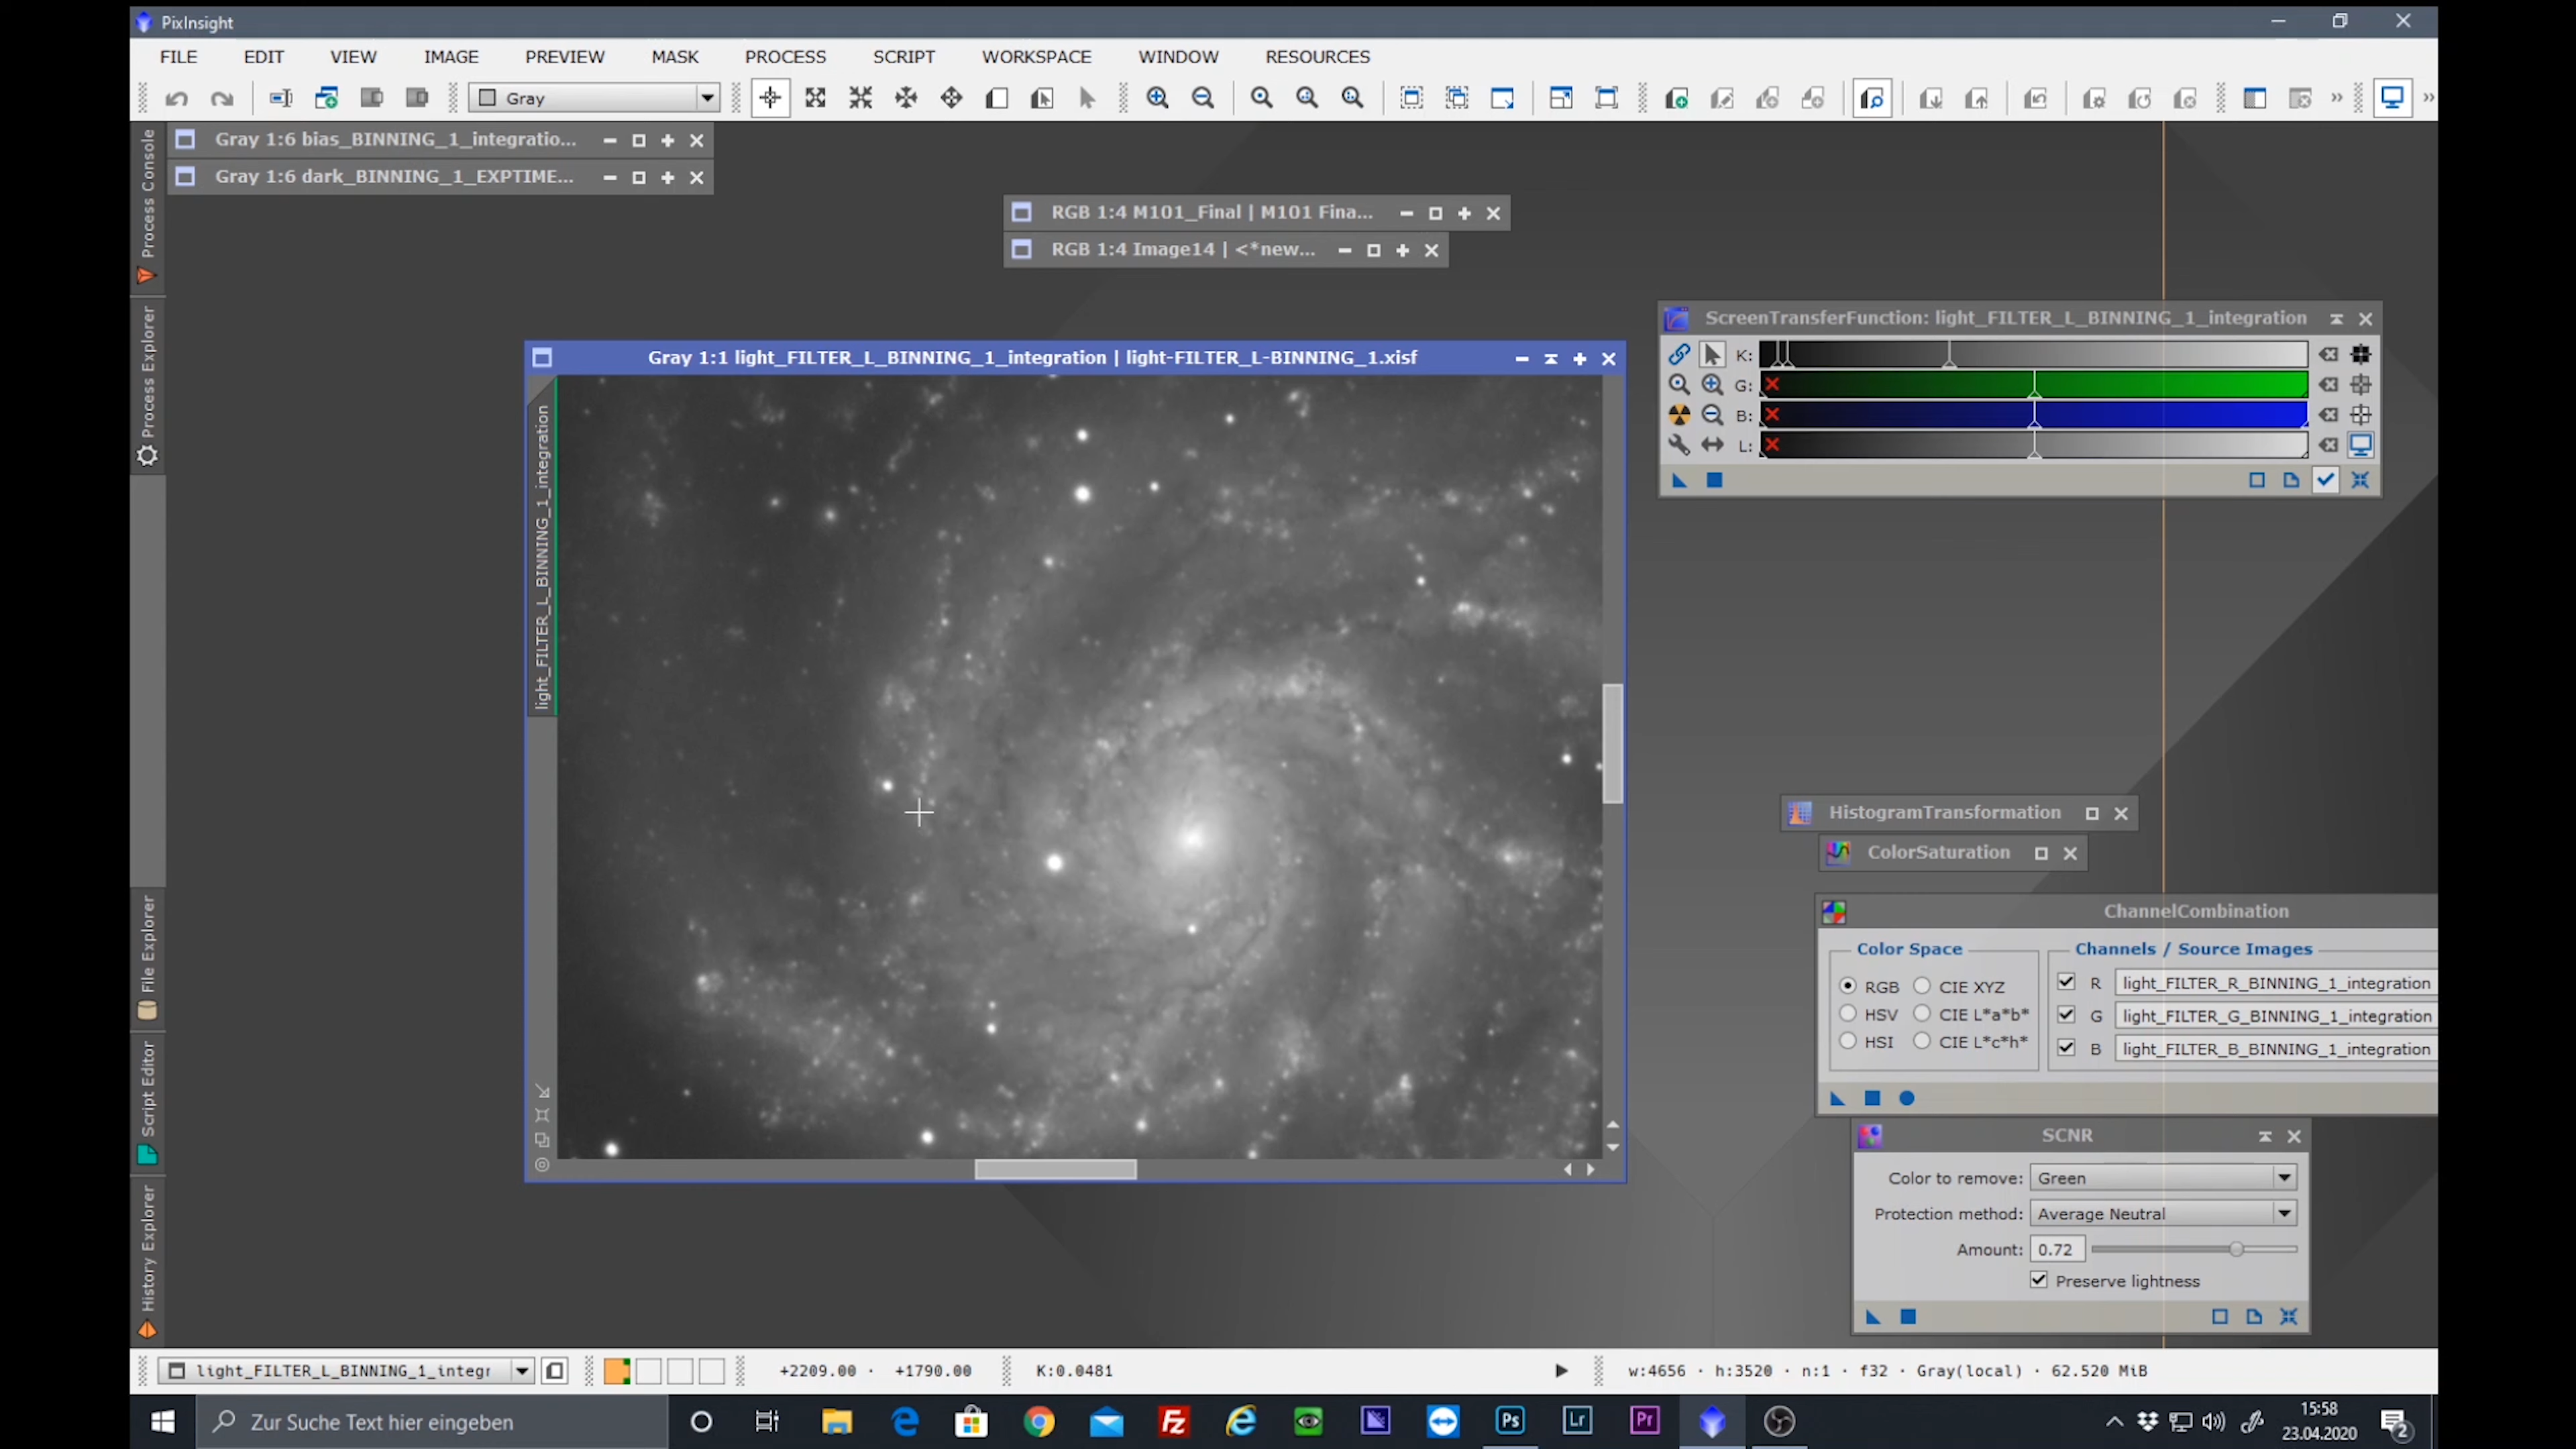 PixInsight
FILE EDIT VIEW IMAGE PREVIEW MASK PROCESS SCRIPT WORKSPACE WINDOW RESOURCES
Gray
Process Console
Process Explorer
File Explorer
Script Editor
History Explorer
Gray 1:6 bias_BINNING_1_integratio...
Gray 1:6 dark_BINNING_1_EXPTIME...
RGB 1:4 M101_Final | M101 Fina...
RGB 1:4 Image14 | <*new...
Gray 1:1 light_FILTER_L_BINNING_1_integration | light-FILTER_L-BINNING_1.xisf
light_FILTER_L_BINNING_1_integration
ScreenTransferFunction: light_FILTER_L_BINNING_1_integration
K:
G:
B:
L:
HistogramTransformation
ColorSaturation
ChannelCombination
Color Space Channels / Source Images
RGB CIE XYZ R light_FILTER_R_BINNING_1_integration
HSV CIE L*a*b* G light_FILTER_G_BINNING_1_integration
HSI CIE L*c*h* B light_FILTER_B_BINNING_1_integration
SCNR
Color to remove: Green
Protection method: Average Neutral
Amount: 0.72
Preserve lightness
light_FILTER_L_BINNING_1_integr +2209.00 · +1790.00 K:0.0481 w:4656 · h:3520 · n:1 · f32 · Gray(local) · 62.520 MiB
Zur Suche Text hier eingeben
Fz
Ps
Lr
Pr
15:58
23.04.2020
2